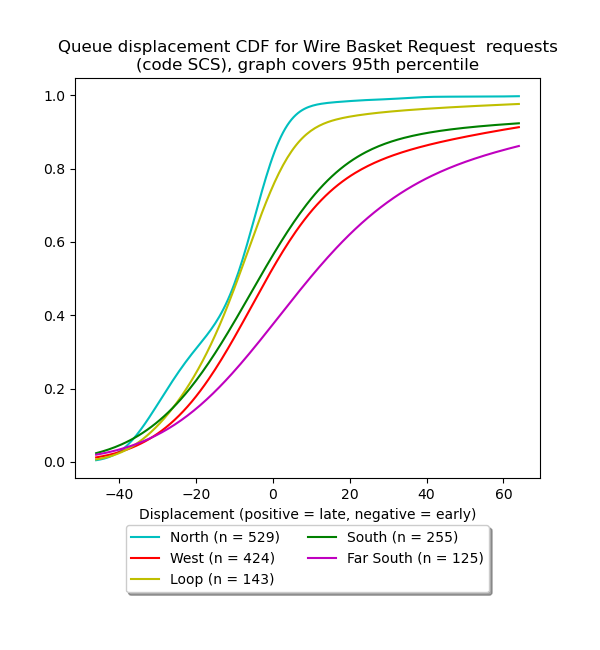 Queue displacement CDF for Wire Basket Request  requests
(code SCS), graph covers 95th percentile
1.0
0.8
0.6
0.4
0.2
0.0
−40 −20 0 20 40 60
Displacement (positive = late, negative = early)
North (n = 529) South (n = 255)
West (n = 424) Far South (n = 125)
Loop (n = 143)